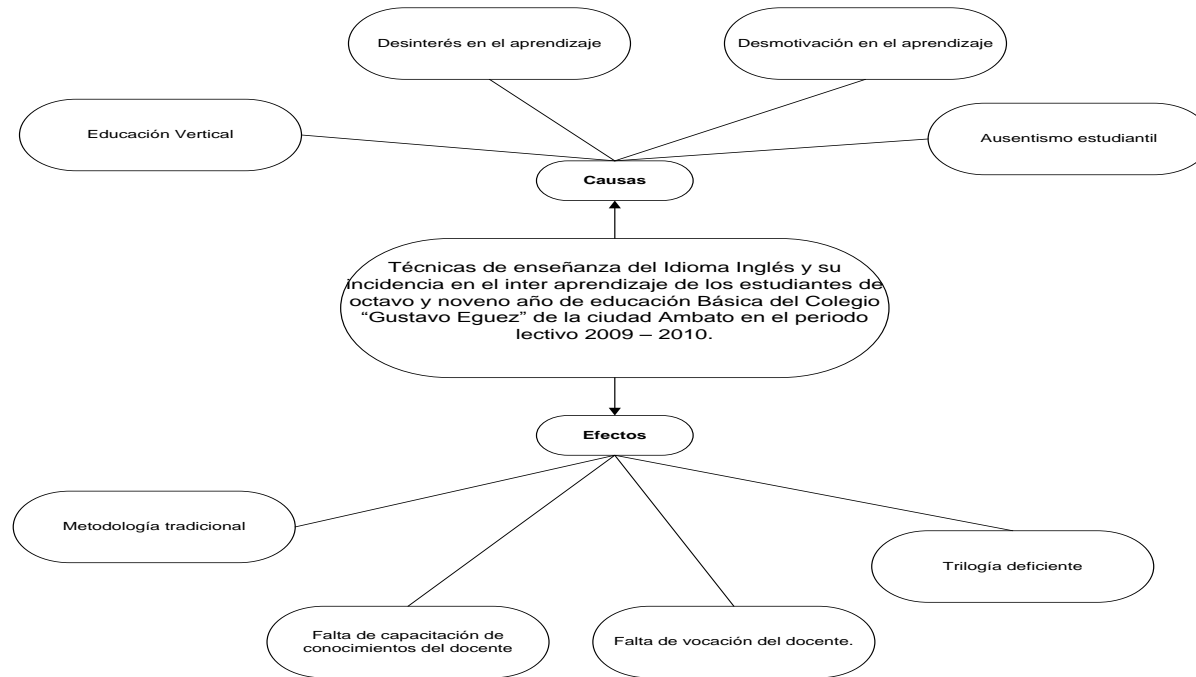 Desinterés en el aprendizaje
Desmotivación en el aprendizaje
Educación Vertical
Ausentismo estudiantil
Causas
Técnicas de enseñanza del Idioma Inglés y su
incidencia en el inter aprendizaje de los estudiantes de
octavo y noveno año de educación Básica del Colegio
“Gustavo Eguez” de la ciudad Ambato en el periodo
lectivo 2009 – 2010.
Efectos
Metodología tradicional
Trilogía deficiente
Falta de capacitación de
conocimientos del docente
Falta de vocación del docente.